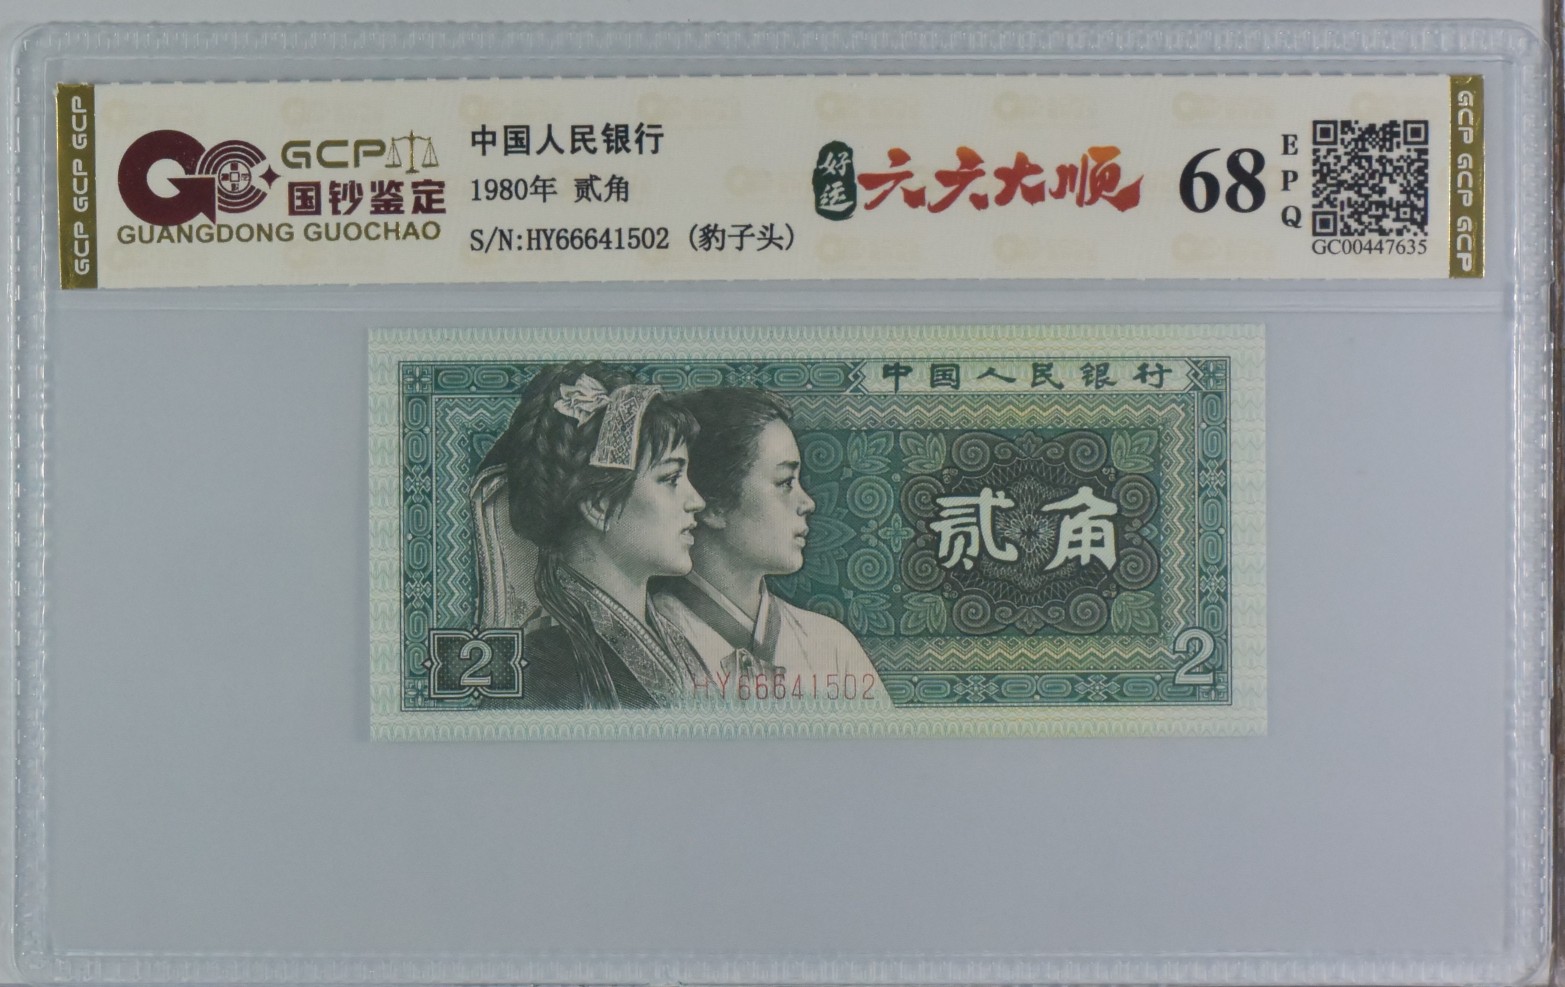 GCP GCP GCP
GCP
国钞鉴定
GUANGDONG GUOCHAO
中国人民银行
1980年 贰角
S/N:HY66641502 (豹子头)
好运
六六大顺
68
EPQ
GC00447635
GCP GCP GCP
中国人民银行
贰角
2
2
HY66641502